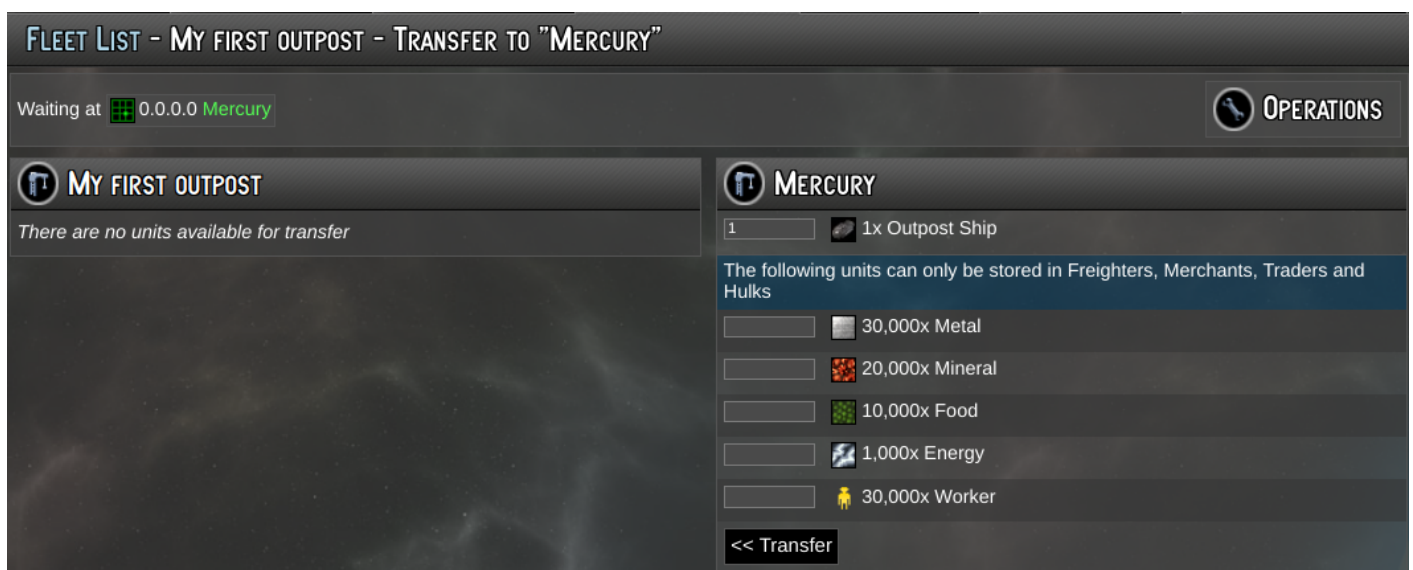 Fleet List - My first outpost - Transfer to "Mercury"
Waiting at 0.0.0.0 Mercury
Operations
My first outpost
There are no units available for transfer
Mercury
1 1x Outpost Ship
The following units can only be stored in Freighters, Merchants, Traders and
Hulks
30,000x Metal
20,000x Mineral
10,000x Food
1,000x Energy
30,000x Worker
<< Transfer